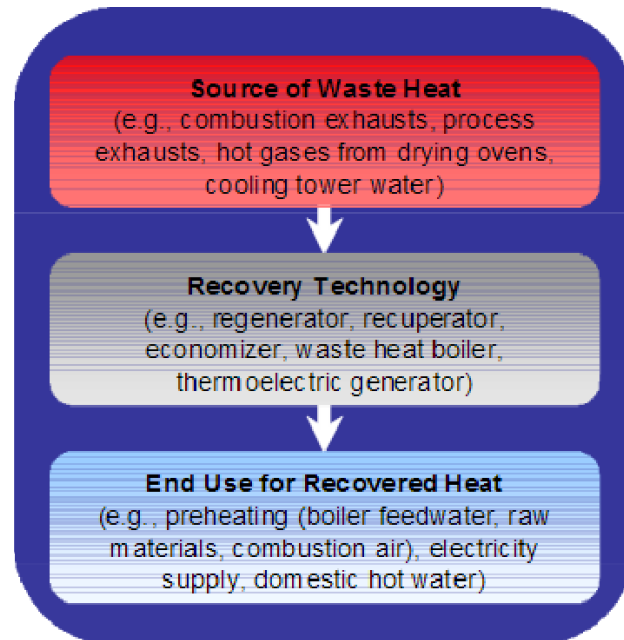 Source of Waste Heat
(e.g., combustion exhausts, process
exhausts, hot gases from drying ovens,
cooling tower water)
Recovery Technology
(e.g., regenerator, recuperator,
economizer, waste heat boiler,
thermoelectric generator)
End Use for Recovered Heat
(e.g., preheating (boiler feedwater, raw
materials, combustion air), electricity
supply, domestic hot water)